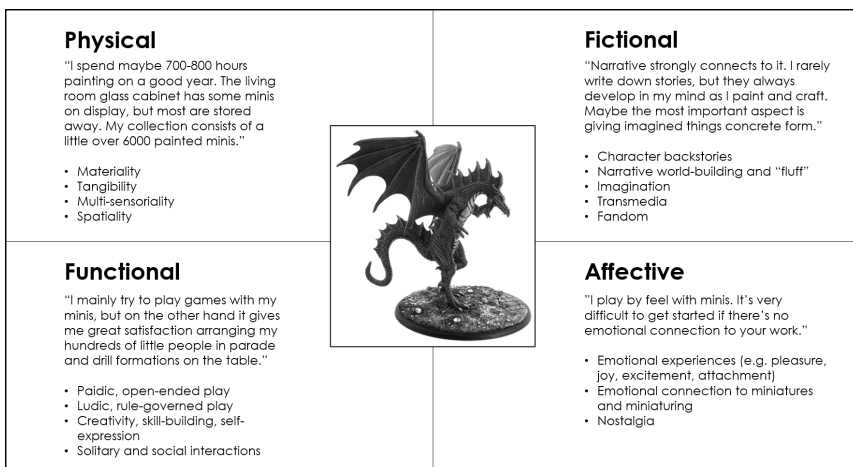 Physical
“I spend maybe 700-800 hours
painting on a good year. The living
room glass cabinet has some minis
on display, but most are stored
away. My collection consists of a
little over 6000 painted minis.”
• Materiality
• Tangibility
• Multi-sensoriality
• Spatiality
Fictional
“Narrative strongly connects to it. I rarely
write down stories, but they always
develop in my mind as I paint and craft.
Maybe the most important aspect is
giving imagined things concrete form.”
• Character backstories
• Narrative world-building and “fluff”
• Imagination
• Transmedia
• Fandom
Functional
“I mainly try to play games with my
minis, but on the other hand it gives
me great satisfaction arranging my
hundreds of little people in parade
and drill formations on the table.”
• Paidic, open-ended play
• Ludic, rule-governed play
• Creativity, skill-building, self-
expression
• Solitary and social interactions
Affective
”I play by feel with minis. It’s very
difficult to get started if there’s no
emotional connection to your work.”
• Emotional experiences (e.g. pleasure,
joy, excitement, attachment)
• Emotional connection to miniatures
and miniaturing
• Nostalgia